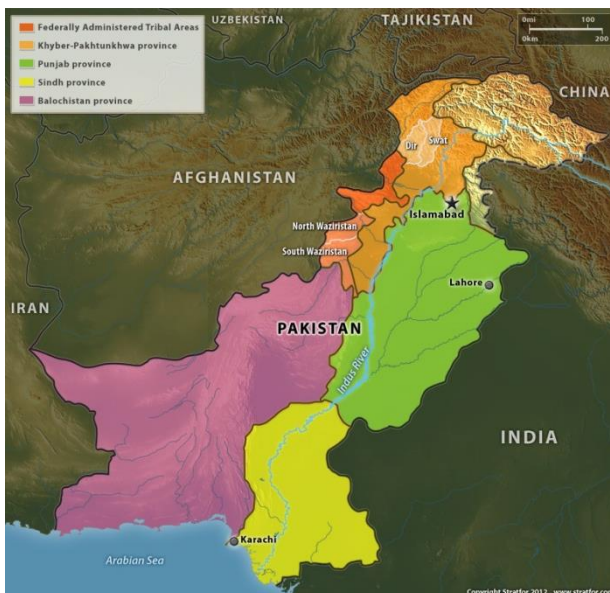 UZBEKISTAN
TAJIKISTAN
0mi 100
0km 200
Federally Administered Tribal Areas
Khyber-Pakhtunkhwa province
Punjab province
Sindh province
Balochistan province
CHINA
Dir
Swat
AFGHANISTAN
Islamabad
North Waziristan
South Waziristan
Lahore
IRAN
PAKISTAN
Indus River
INDIA
Karachi
Arabian Sea
Copyright Stratfor 2012 www.stratfor.com